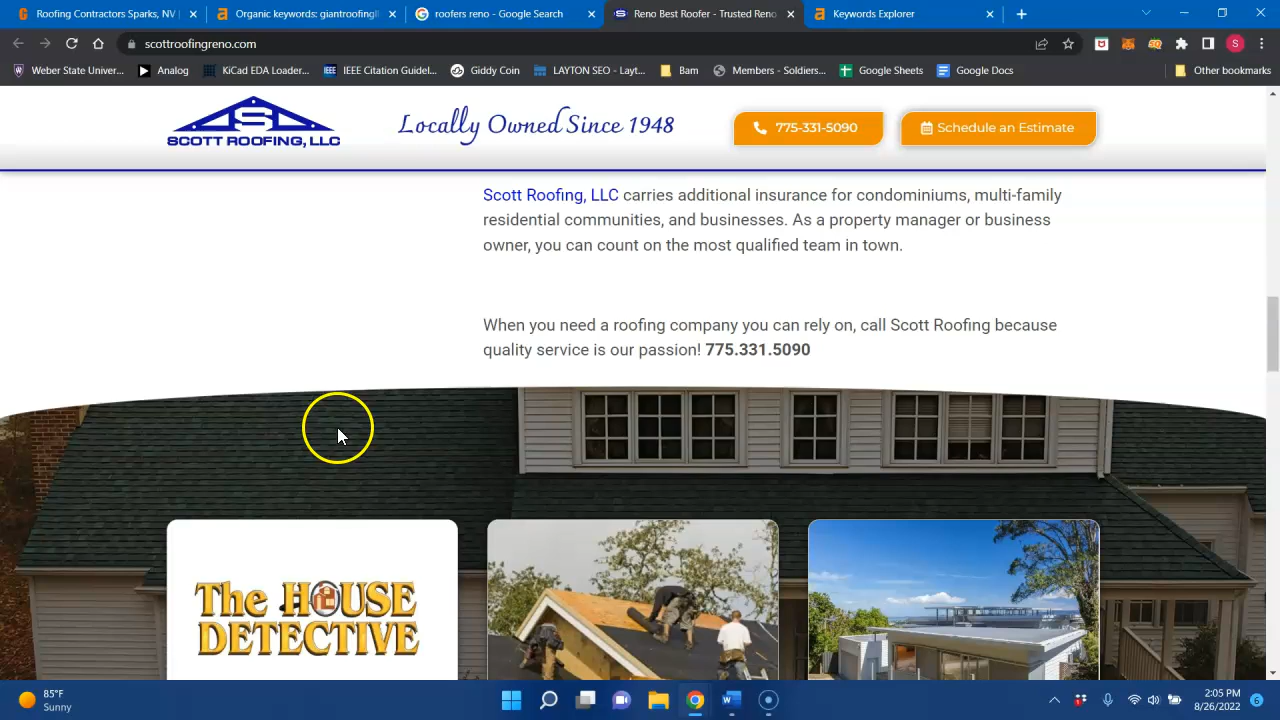 Roofing Contractors Sparks, NV |
Organic keywords: giantroofingll
roofers reno - Google Search
Reno Best Roofer - Trusted Reno
Keywords Explorer
scottroofingreno.com
S
Weber State Univer...
Analog
KiCad EDA Loader...
IEEE Citation Guidel...
Giddy Coin
LAYTON SEO - Layt...
Bam
Members - Soldiers...
Google Sheets
Google Docs
Other bookmarks
SCOTT ROOFING, LLC
Locally Owned Since 1948
775-331-5090
Schedule an Estimate
Scott Roofing, LLC carries additional insurance for condominiums, multi-family
residential communities, and businesses. As a property manager or business
owner, you can count on the most qualified team in town.
When you need a roofing company you can rely on, call Scott Roofing because
quality service is our passion! 775.331.5090
The HOUSE
DETECTIVE
85°F
Sunny
2:05 PM
8/26/2022
6